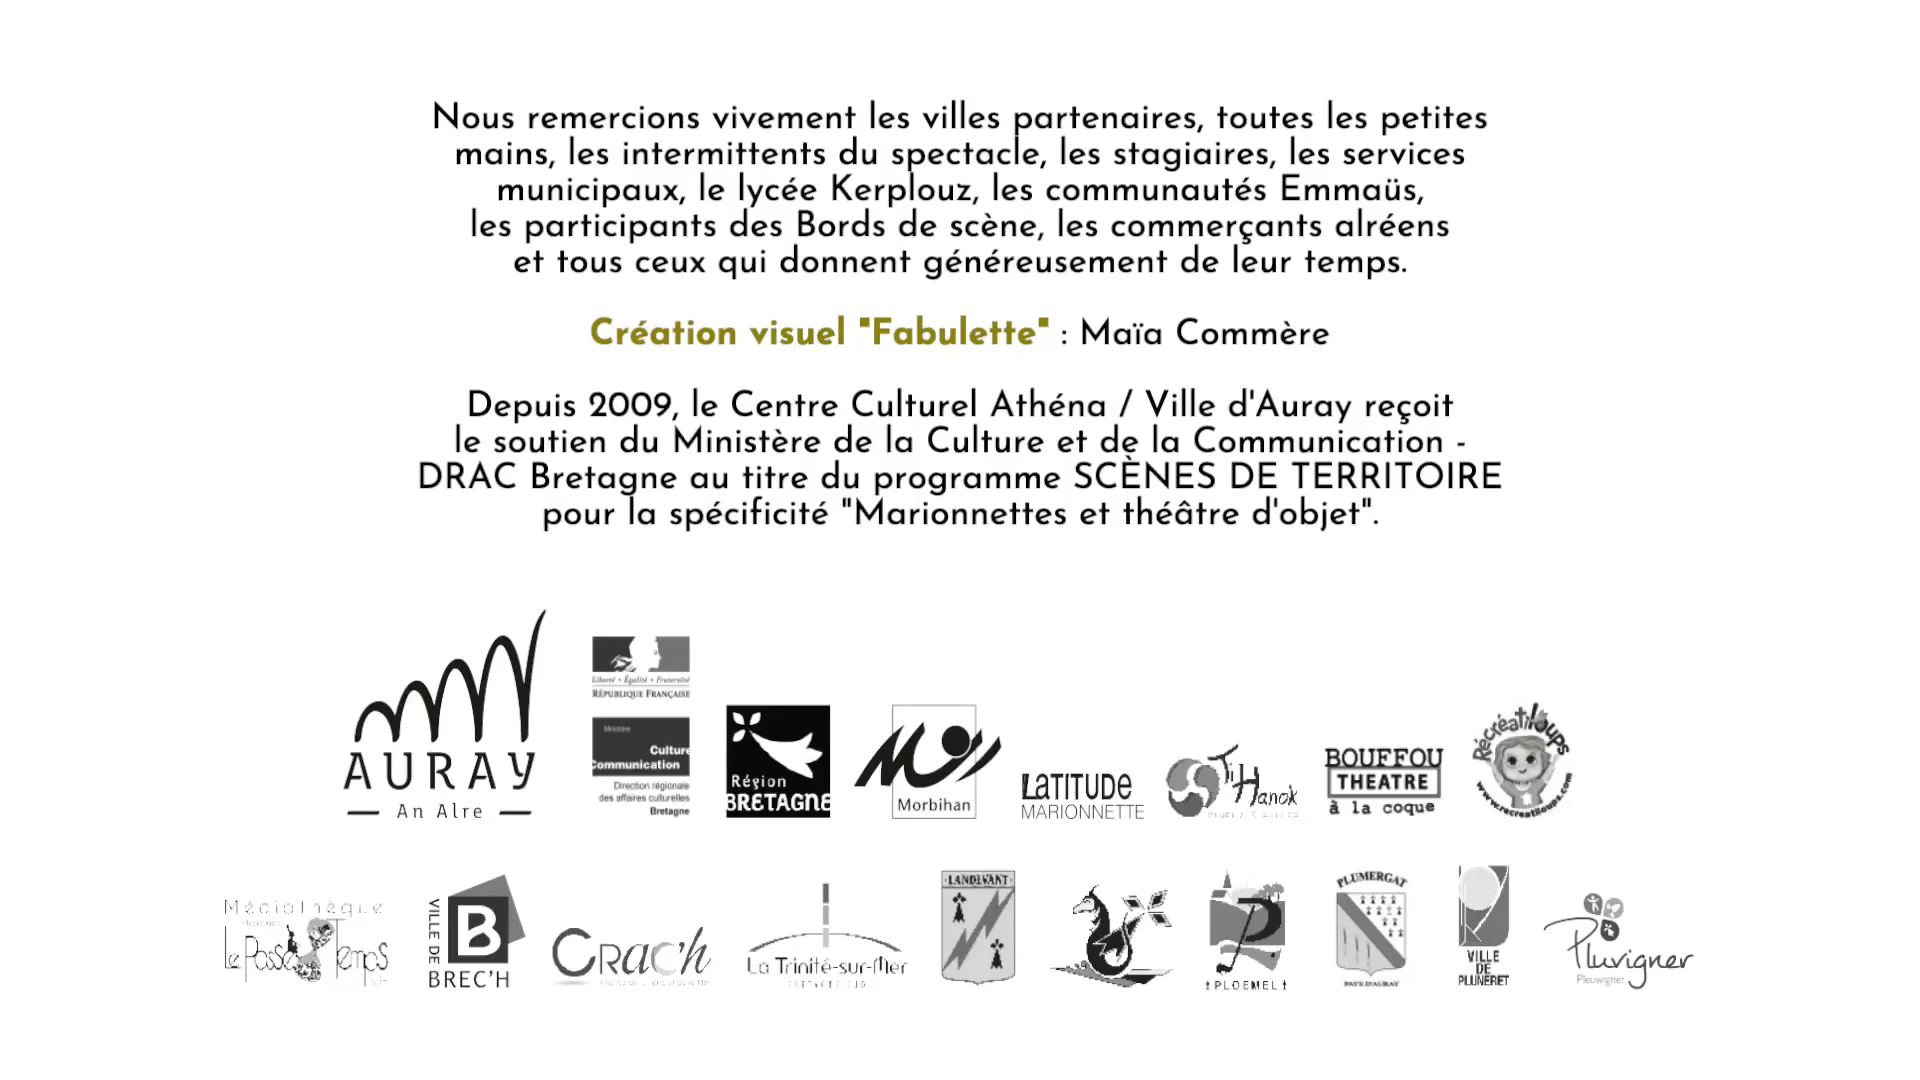 Nous remercions vivement les villes partenaires, toutes les petites
mains, les intermittents du spectacle, les stagiaires, les services
municipaux, le lycée Kerplouz, les communautés Emmaüs,
les participants des Bords de scène, les commerçants alréens
et tous ceux qui donnent généreusement de leur temps.
Création visuel "Fabulette" : Maïa Commère
Depuis 2009, le Centre Culturel Athéna / Ville d'Auray reçoit
le soutien du Ministère de la Culture et de la Communication -
DRAC Bretagne au titre du programme SCÈNES DE TERRITOIRE
pour la spécificité "Marionnettes et théâtre d'objet".
AURAY
An Alre
Liberté • Égalité • Fraternité
RÉPUBLIQUE FRANÇAISE
Ministère
Culture
Communication
Direction régionale
des affaires culturelles
Bretagne
Région
BRETAGNE
Morbihan
LATITUDE
MARIONNETTE
Ti Hanok
BOUFFOU
THEATRE
à la coque
Récréatiloups
www.recreatiloups.com
Médiathèque
Le Passe Temps
VILLE DE
B
BREC'H
CRac'h
La Trinité-sur-Mer
BRETAGNE SUD
LANDEVANT
PLOEMEL
PLUMERGAT
PAYS D'AURAY
VILLE
DE
PLUNERET
Pluvigner
Pleuwigner